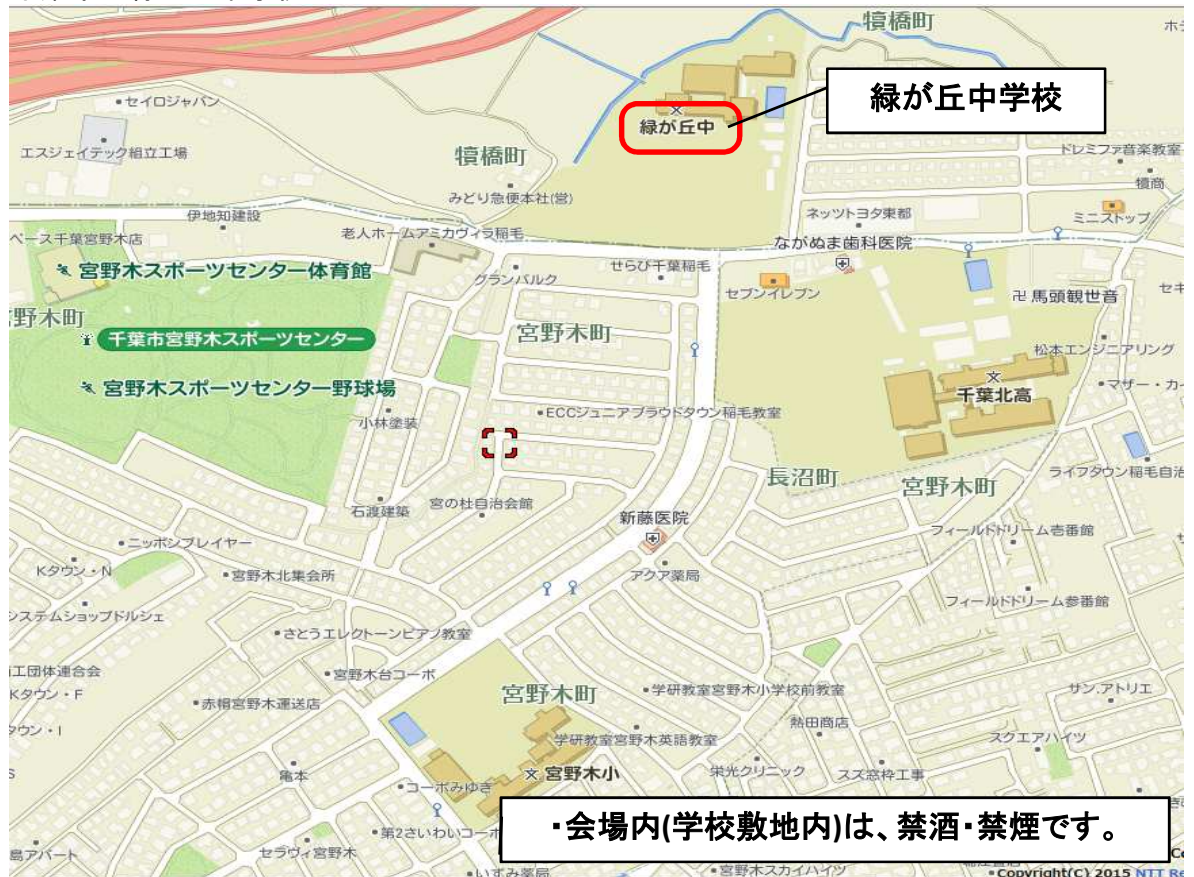 犢橋町
ホテ
•セイロジャパン
緑が丘中学校
緑が丘中
エスジェイテック組立工場
犢橋町
ドレミファ音楽教室
犢商
みどり急便本社(営)
伊地知建設
ネッツトヨタ東都
ミニストップ
ベース千葉宮野木店
老人ホームアミカヴィラ稲毛
ながぬま歯科医院
宮野木スポーツセンター体育館
グランバルク
せらび千葉稲毛
セブンイレブン
卍馬頭観世音
セキ
野木町
千葉市宮野木スポーツセンター
宮野木町
松本エンジニアリング
宮野木スポーツセンター野球場
文
千葉北高
•マザー・カー
•ECCジュニアプラウドタウン稲毛教室
小林塗装
長沼町
宮野木町
ライフタウン稲毛自治
石渡建築
宮の杜自治会館
新藤医院
フィールドドリーム壱番館
•ニッポンプレイヤー
Kタウン・N
•宮野木北集会所
アクア薬局
フィールドドリーム参番館
システムショップドルシェ
•さとうエレクトーンピアノ教室
工団体連合会
•宮野木台コーポ
Kタウン・F
•赤帽宮野木運送店
宮野木町
•学研教室宮野木小学校前教室
サン.アトリエ
タウン・I
熱田商店
学研教室宮野木英語教室
スクエアハイツ
亀本
文宮野木小
栄光クリニック
スズ窓枠工事
•コーポみゆき
•会場内(学校敷地内)は、禁酒•禁煙です。
•第2さいわいコーポ
島アパート
セラヴィ宮野木
•いずみ薬局
•宮野木スカイハイツ
•Copyright(C) 2015 NTT Re